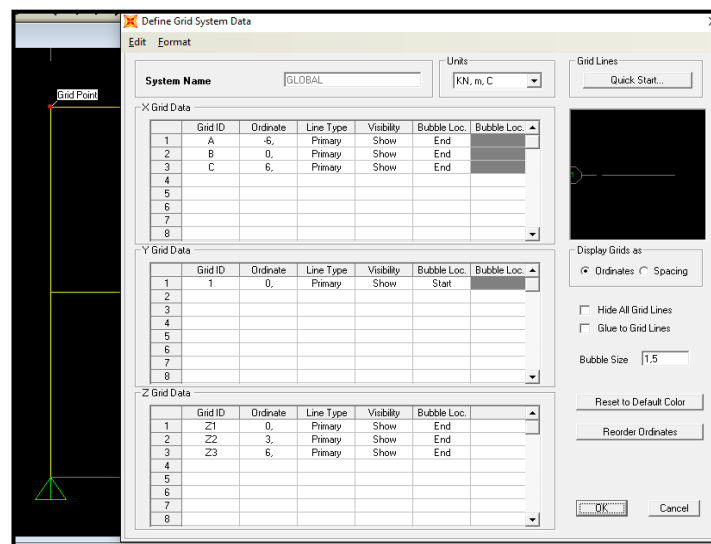 Define Grid System Data
Edit Format
Units
Grid Lines
System Name GLOBAL KN, m, C Quick Start...
Grid Point
X Grid Data
Grid ID Ordinate Line Type Visibility Bubble Loc. Bubble Loc.
1 A -6, Primary Show End
2 B 0, Primary Show End
3 C 6, Primary Show End
4
5
6
7
8
Y Grid Data
Grid ID Ordinate Line Type Visibility Bubble Loc. Bubble Loc.
1 1 0, Primary Show Start
2
3
4
5
6
7
8
Display Grids as
Ordinates Spacing
Hide All Grid Lines
Glue to Grid Lines
Bubble Size 1,5
Z Grid Data
Grid ID Ordinate Line Type Visibility Bubble Loc.
1 Z1 0, Primary Show End
2 Z2 3, Primary Show End
3 Z3 6, Primary Show End
4
5
6
7
8
Reset to Default Color
Reorder Ordinates
OK Cancel